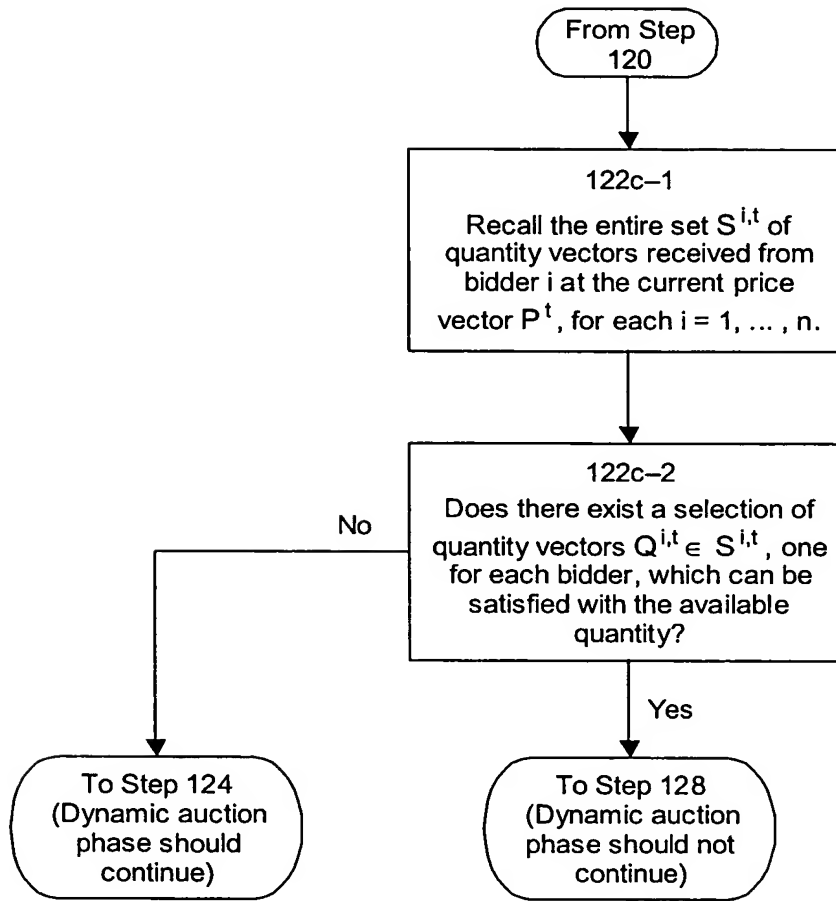 From Step
120
122c–1
Recall the entire set S^{i,t} of
quantity vectors received from
bidder i at the current price
vector P^t, for each i = 1, ... , n.
122c–2
Does there exist a selection of
quantity vectors Q^{i,t} ∈ S^{i,t}, one
for each bidder, which can be
satisfied with the available
quantity?
No
Yes
To Step 124
(Dynamic auction
phase should
continue)
To Step 128
(Dynamic auction
phase should not
continue)